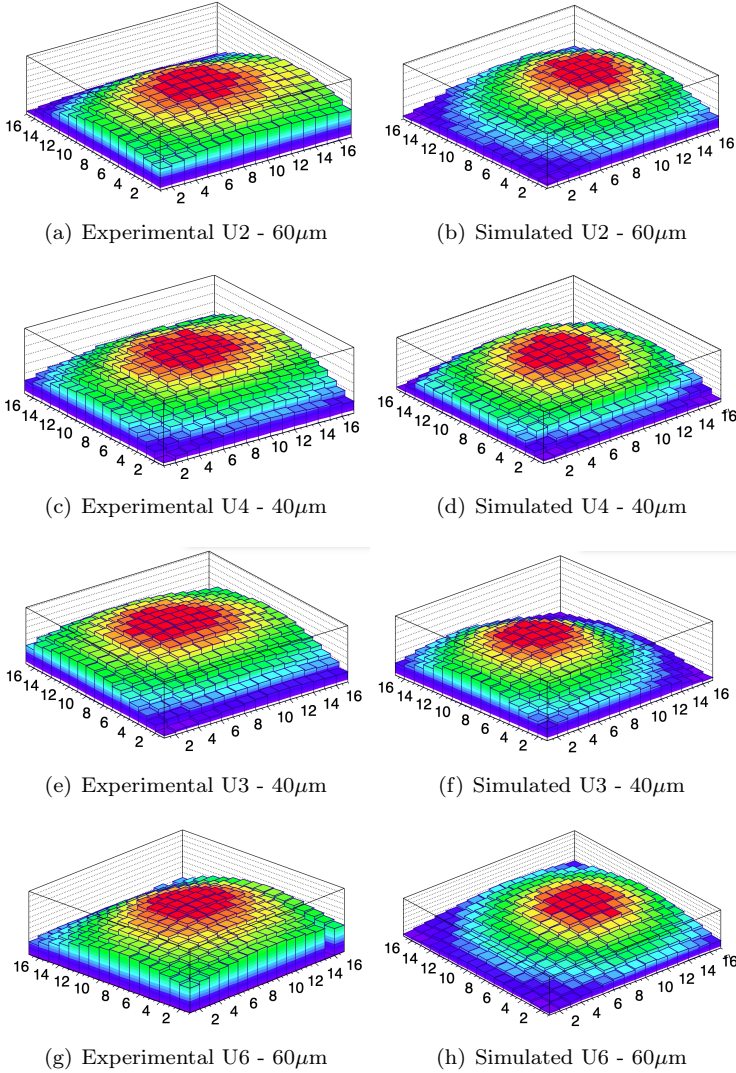 16 14 12 10 8 6 4 2 2 4 6 8 10 12 14 16
16 14 12 10 8 6 4 2 2 4 6 8 10 12 14 16
(a) Experimental U2 - 60μm
(b) Simulated U2 - 60μm
16 14 12 10 8 6 4 2 2 4 6 8 10 12 14 16
16 14 12 10 8 6 4 2 2 4 6 8 10 12 14 16
(c) Experimental U4 - 40μm
(d) Simulated U4 - 40μm
16 14 12 10 8 6 4 2 2 4 6 8 10 12 14 16
16 14 12 10 8 6 4 2 2 4 6 8 10 12 14 16
(e) Experimental U3 - 40μm
(f) Simulated U3 - 40μm
16 14 12 10 8 6 4 2 2 4 6 8 10 12 14 16
16 14 12 10 8 6 4 2 2 4 6 8 10 12 14 16
(g) Experimental U6 - 60μm
(h) Simulated U6 - 60μm